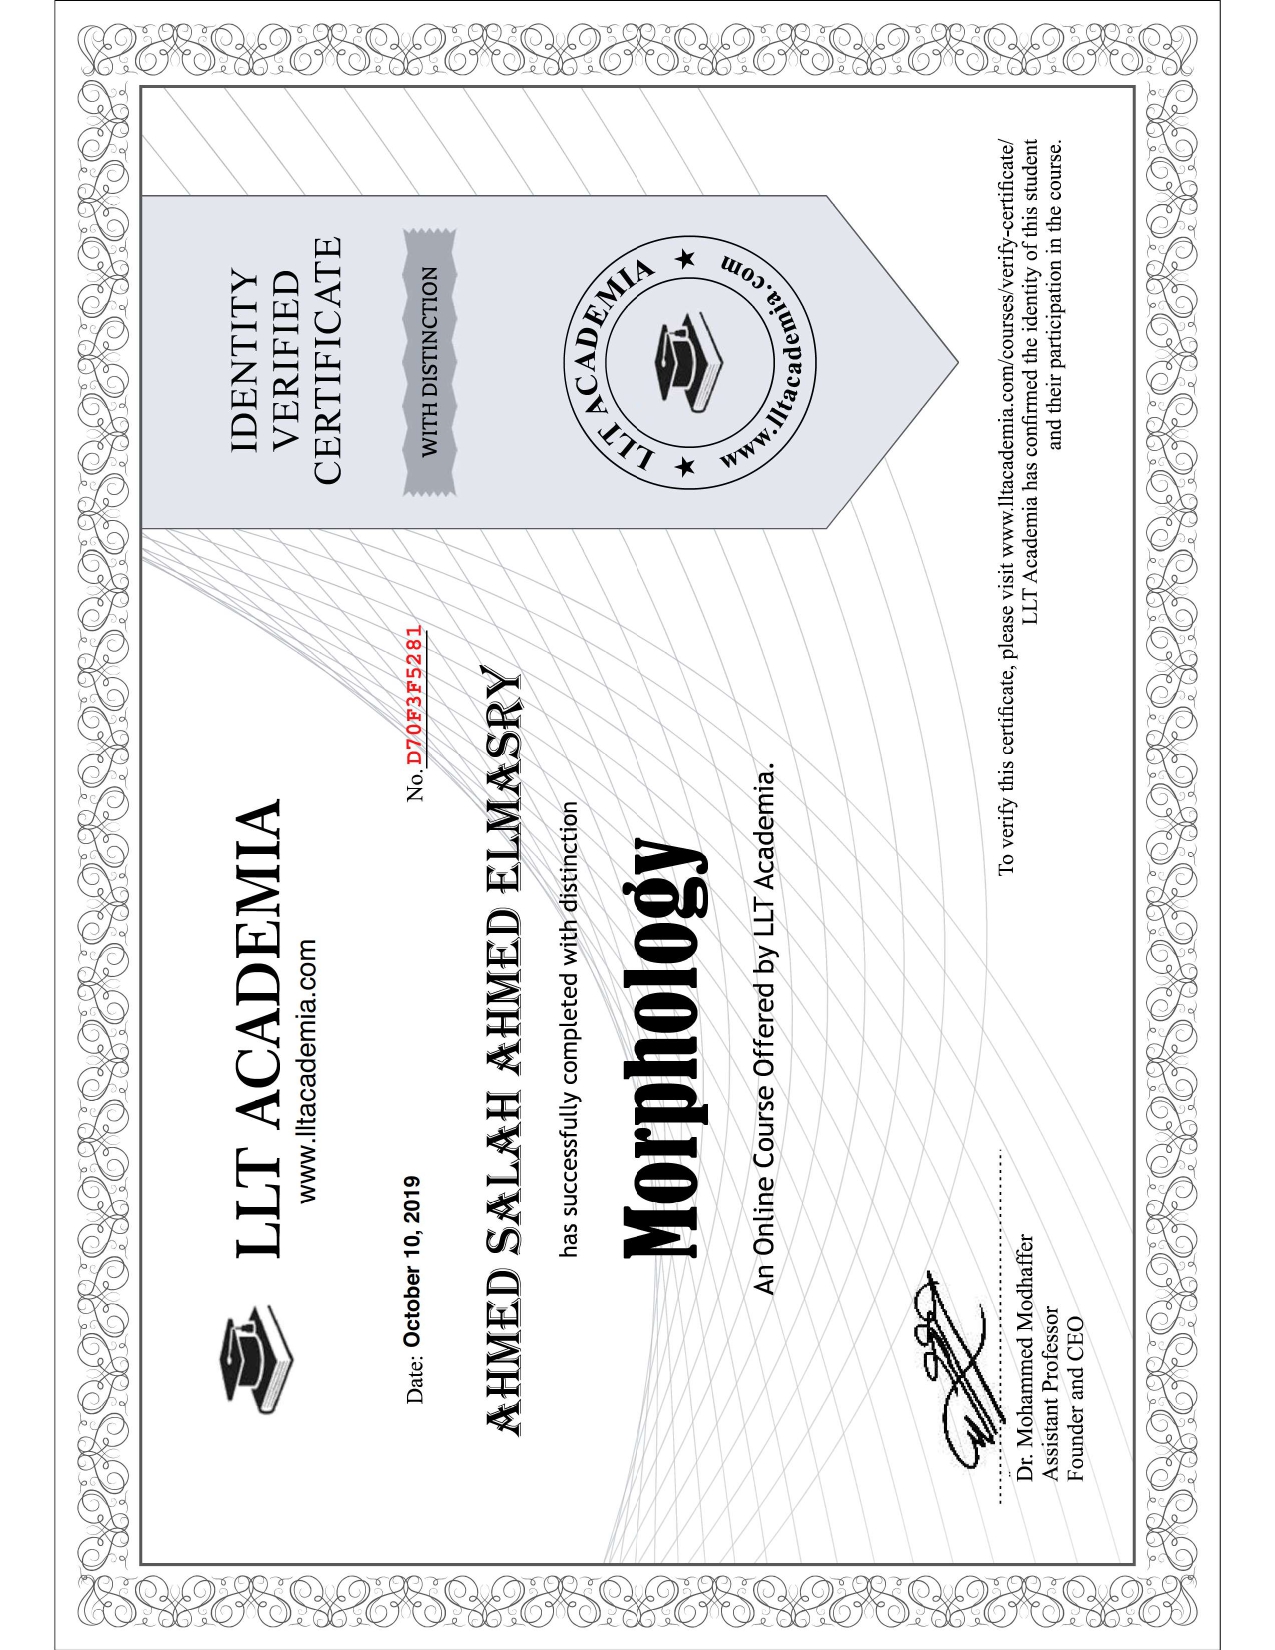 LLT ACADEMIA
www.lltacademia.com
Date: October 10, 2019
No. D70F3F5281
AHMED SALAH AHMED ELMASRY
has successfully completed with distinction
Morphology
An Online Course Offered by LLT Academia.
Dr. Mohammed Modhaffer
Assistant Professor
Founder and CEO
IDENTITY
VERIFIED
CERTIFICATE
WITH DISTINCTION
LLT ACADEMIA
www.lltacademia.com
To verify this certificate, please visit www.lltacademia.com/courses/verify-certificate/
LLT Academia has confirmed the identity of this student
and their participation in the course.